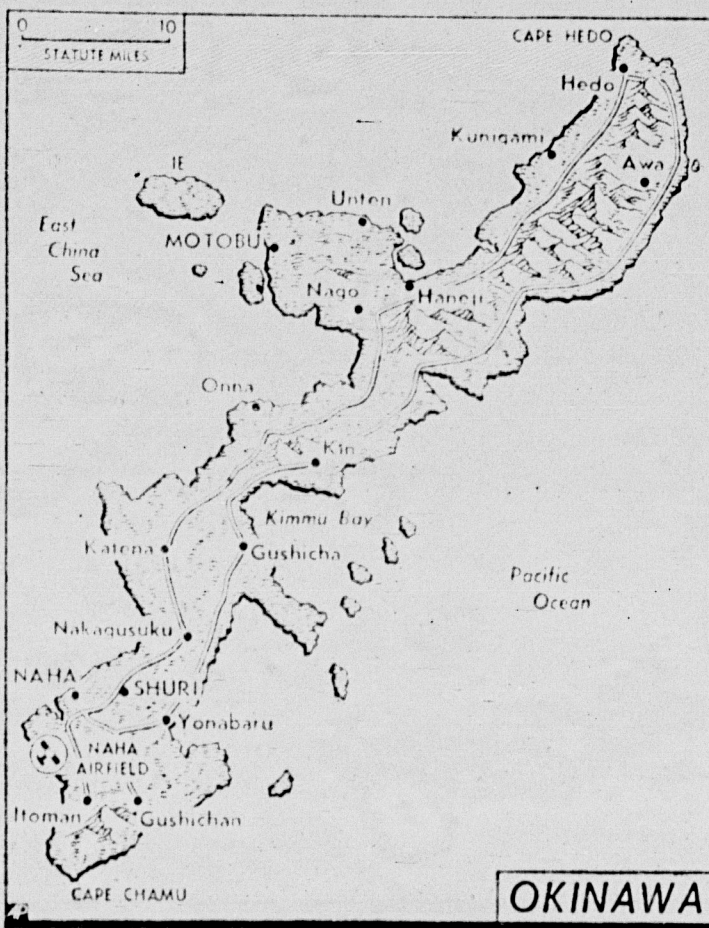 0 10
STATUTE MILES
CAPE HEDO
Hedo
Kunigami
Awa
IE
Unten
East
China
Sea
MOTOBU
Nago
Haneji
Onna
Kin
Kimmu Bay
Katena
Gushicha
Pacific
Ocean
Nakagusuku
NAHA
SHURI
Yonabaru
NAHA
AIRFIELD
Itoman
Gushichan
CAPE CHAMU
OKINAWA